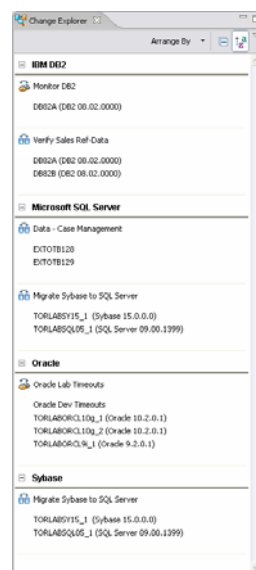 Change Explorer
Arrange By
IBM DB2
Monitor DB2
DB82A (DB2 08.02.0000)
Verify Sales Ref-Data
DB82A (DB2 08.02.0000)
DB82B (DB2 08.02.0000)
Microsoft SQL Server
Data - Case Management
EXTOTB128
EXTOTB129
Migrate Sybase to SQL Server
TORLABSY15_1 (Sybase 15.0.0.0)
TORLABSQL05_1 (SQL Server 09.00.1399)
Oracle
Oracle Lab Timeouts
Oracle Dev Timeouts
TORLABORCL10g_1 (Oracle 10.2.0.1)
TORLABORCL10g_2 (Oracle 10.2.0.1)
TORLABORCL9i_1 (Oracle 9.2.0.1)
Sybase
Migrate Sybase to SQL Server
TORLABSY15_1 (Sybase 15.0.0.0)
TORLABSQL05_1 (SQL Server 09.00.1399)